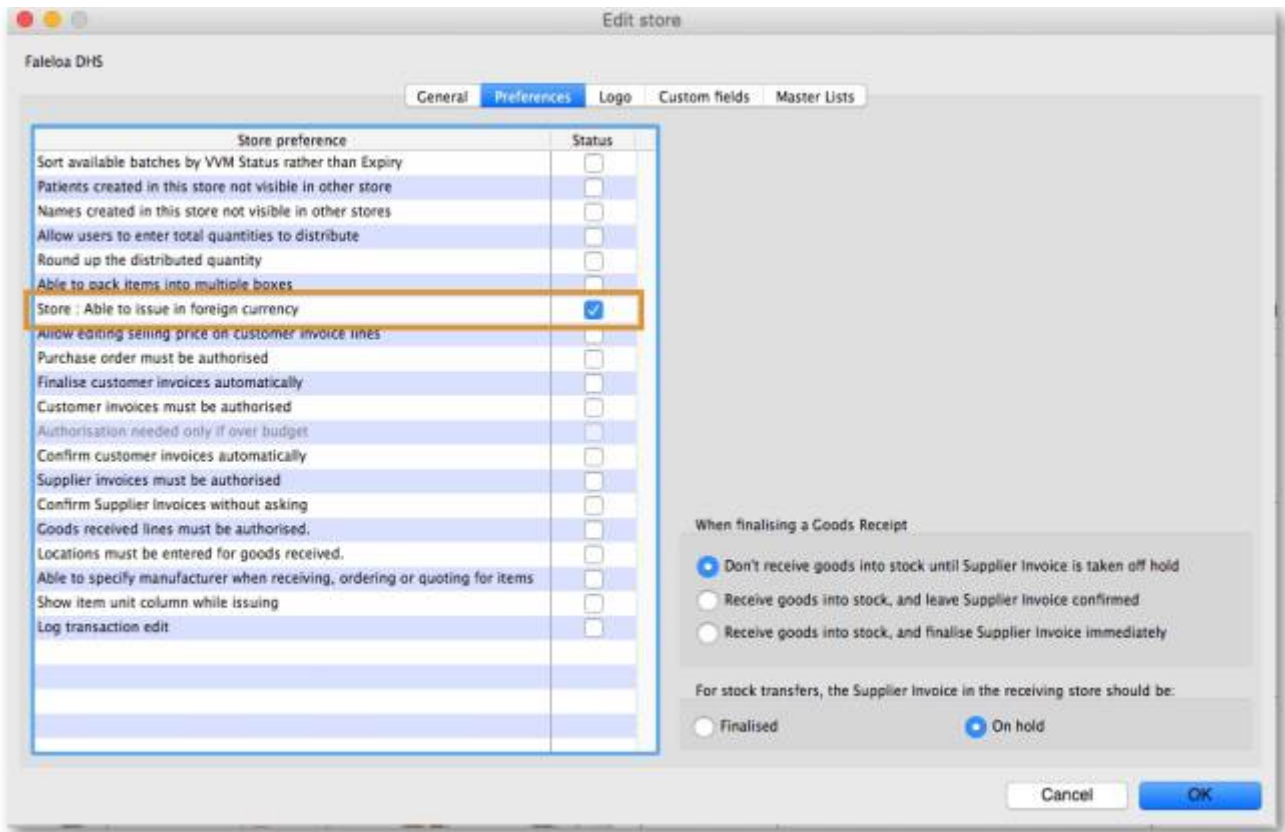 Edit store
Faleloa DHS
General Preferences Logo Custom fields Master Lists
Store preference Status
Sort available batches by VVM Status rather than Expiry
Patients created in this store not visible in other store
Names created in this store not visible in other stores
Allow users to enter total quantities to distribute
Round up the distributed quantity
Able to pack items into multiple boxes
Store : Able to issue in foreign currency
Allow editing selling price on customer invoice lines
Purchase order must be authorised
Finalise customer invoices automatically
Customer invoices must be authorised
Authorisation needed only if over budget
Confirm customer invoices automatically
Supplier invoices must be authorised
Confirm Supplier Invoices without asking
Goods received lines must be authorised.
Locations must be entered for goods received.
Able to specify manufacturer when receiving, ordering or quoting for items
Show item unit column while issuing
Log transaction edit
When finalising a Goods Receipt
Don't receive goods into stock until Supplier Invoice is taken off hold
Receive goods into stock, and leave Supplier Invoice confirmed
Receive goods into stock, and finalise Supplier Invoice immediately
For stock transfers, the Supplier Invoice in the receiving store should be:
Finalised On hold
Cancel OK